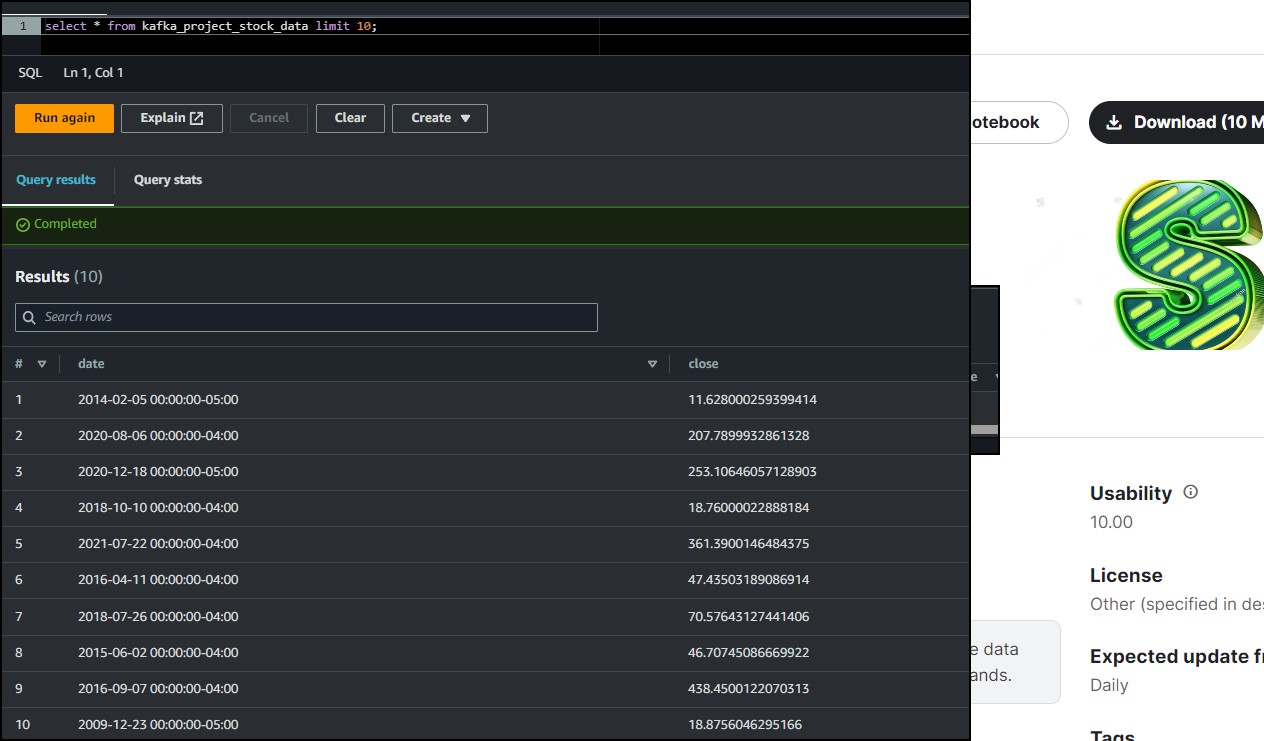 1 select * from kafka_project_stock_data limit 10;
SQL Ln 1, Col 1
Run again Explain Cancel Clear Create
Query results Query stats
Completed
Results (10)
Search rows
# date close
1 2014-02-05 00:00:00-05:00 11.628000259399414
2 2020-08-06 00:00:00-04:00 207.7899932861328
3 2020-12-18 00:00:00-05:00 253.10646057128903
4 2018-10-10 00:00:00-04:00 18.76000022888184
5 2021-07-22 00:00:00-04:00 361.3900146484375
6 2016-04-11 00:00:00-04:00 47.43503189086914
7 2018-07-26 00:00:00-04:00 70.57643127441406
8 2015-06-02 00:00:00-04:00 46.70745086669922
9 2016-09-07 00:00:00-04:00 438.4500122070313
10 2009-12-23 00:00:00-05:00 18.8756046295166
otebook
Download (10 M
S
e
e data
ands.
Usability
10.00
License
Other (specified in des
Expected update fr
Daily
Tags